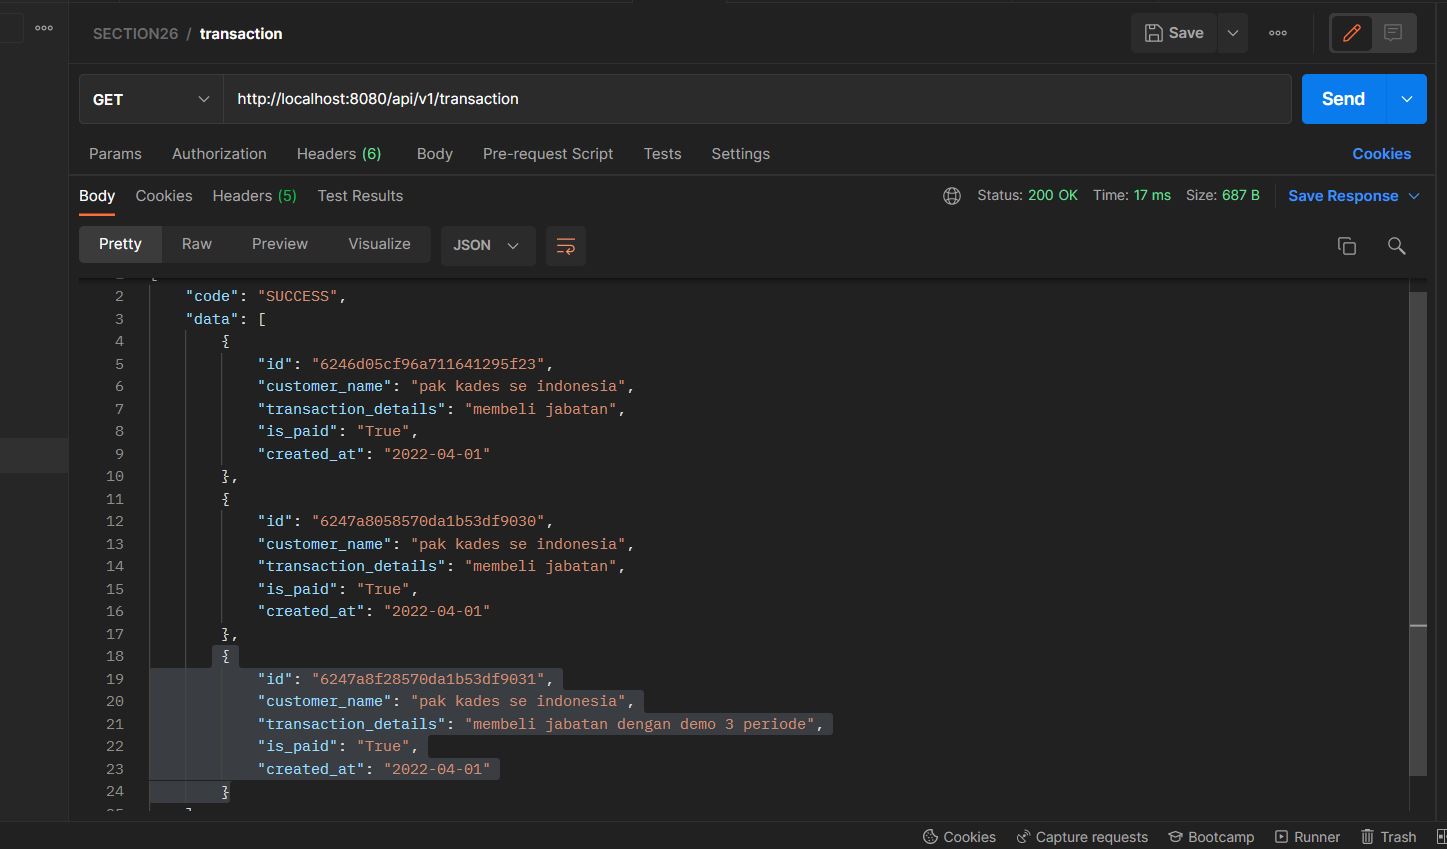 SECTION26 / transaction
Save
GET
http://localhost:8080/api/v1/transaction
Send
Params Authorization Headers (6) Body Pre-request Script Tests Settings Cookies
Body Cookies Headers (5) Test Results Status: 200 OK Time: 17 ms Size: 687 B Save Response
Pretty Raw Preview Visualize JSON
2 "code": "SUCCESS",
3 "data": [
4 {
5 "id": "6246d05cf96a711641295f23",
6 "customer_name": "pak kades se indonesia",
7 "transaction_details": "membeli jabatan",
8 "is_paid": "True",
9 "created_at": "2022-04-01"
10 },
11 {
12 "id": "6247a8058570da1b53df9030",
13 "customer_name": "pak kades se indonesia",
14 "transaction_details": "membeli jabatan",
15 "is_paid": "True",
16 "created_at": "2022-04-01"
17 },
18 {
19 "id": "6247a8f28570da1b53df9031",
20 "customer_name": "pak kades se indonesia",
21 "transaction_details": "membeli jabatan dengan demo 3 periode",
22 "is_paid": "True",
23 "created_at": "2022-04-01"
24 }
Cookies Capture requests Bootcamp Runner Trash